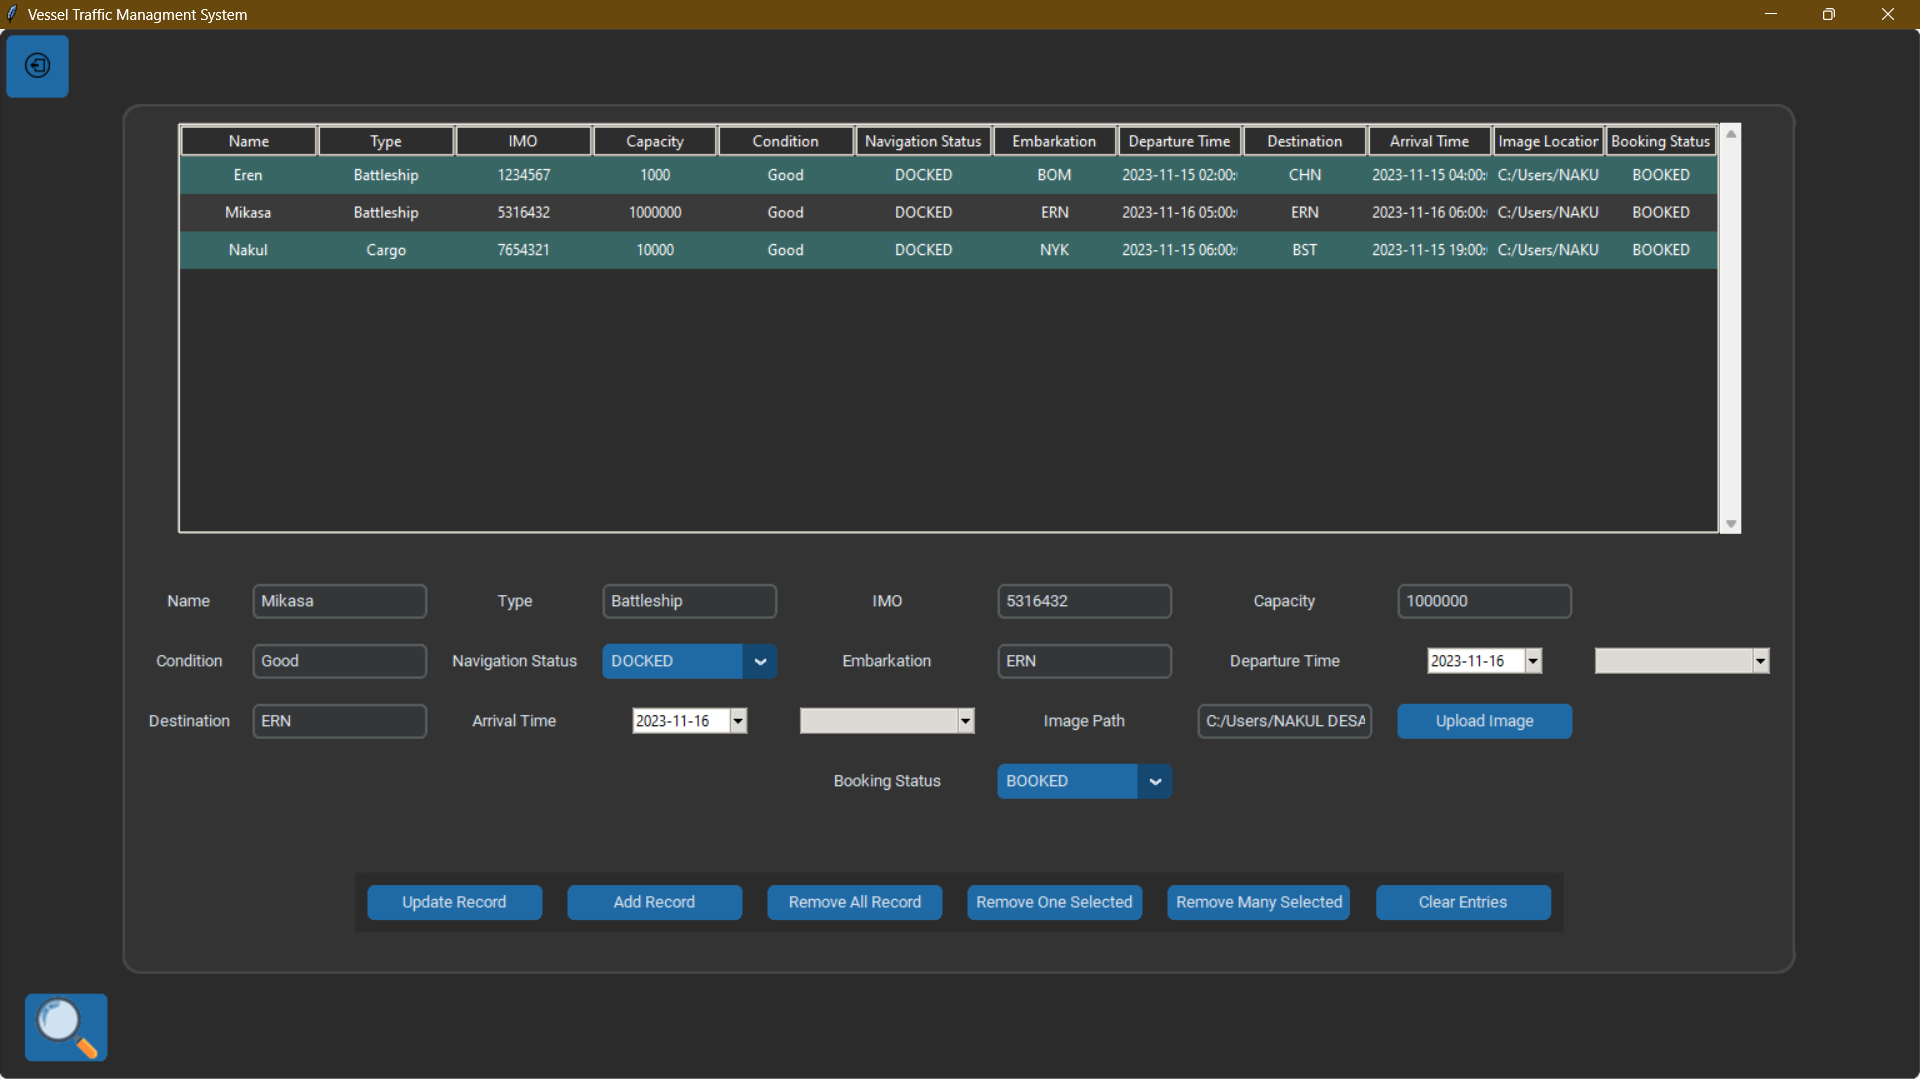 Vessel Traffic Managment System
Name Type IMO Capacity Condition Navigation Status Embarkation Departure Time Destination Arrival Time Image Location Booking Status
Eren Battleship 1234567 1000 Good DOCKED BOM 2023-11-15 02:00: CHN 2023-11-15 04:00: C:/Users/NAKU BOOKED
Mikasa Battleship 5316432 1000000 Good DOCKED ERN 2023-11-16 05:00: ERN 2023-11-16 06:00: C:/Users/NAKU BOOKED
Nakul Cargo 7654321 10000 Good DOCKED NYK 2023-11-15 06:00: BST 2023-11-15 19:00: C:/Users/NAKU BOOKED
Name Mikasa Type Battleship IMO 5316432 Capacity 1000000
Condition Good Navigation Status DOCKED Embarkation ERN Departure Time 2023-11-16
Destination ERN Arrival Time 2023-11-16 Image Path C:/Users/NAKUL DESA Upload Image
Booking Status BOOKED
Update Record Add Record Remove All Record Remove One Selected Remove Many Selected Clear Entries